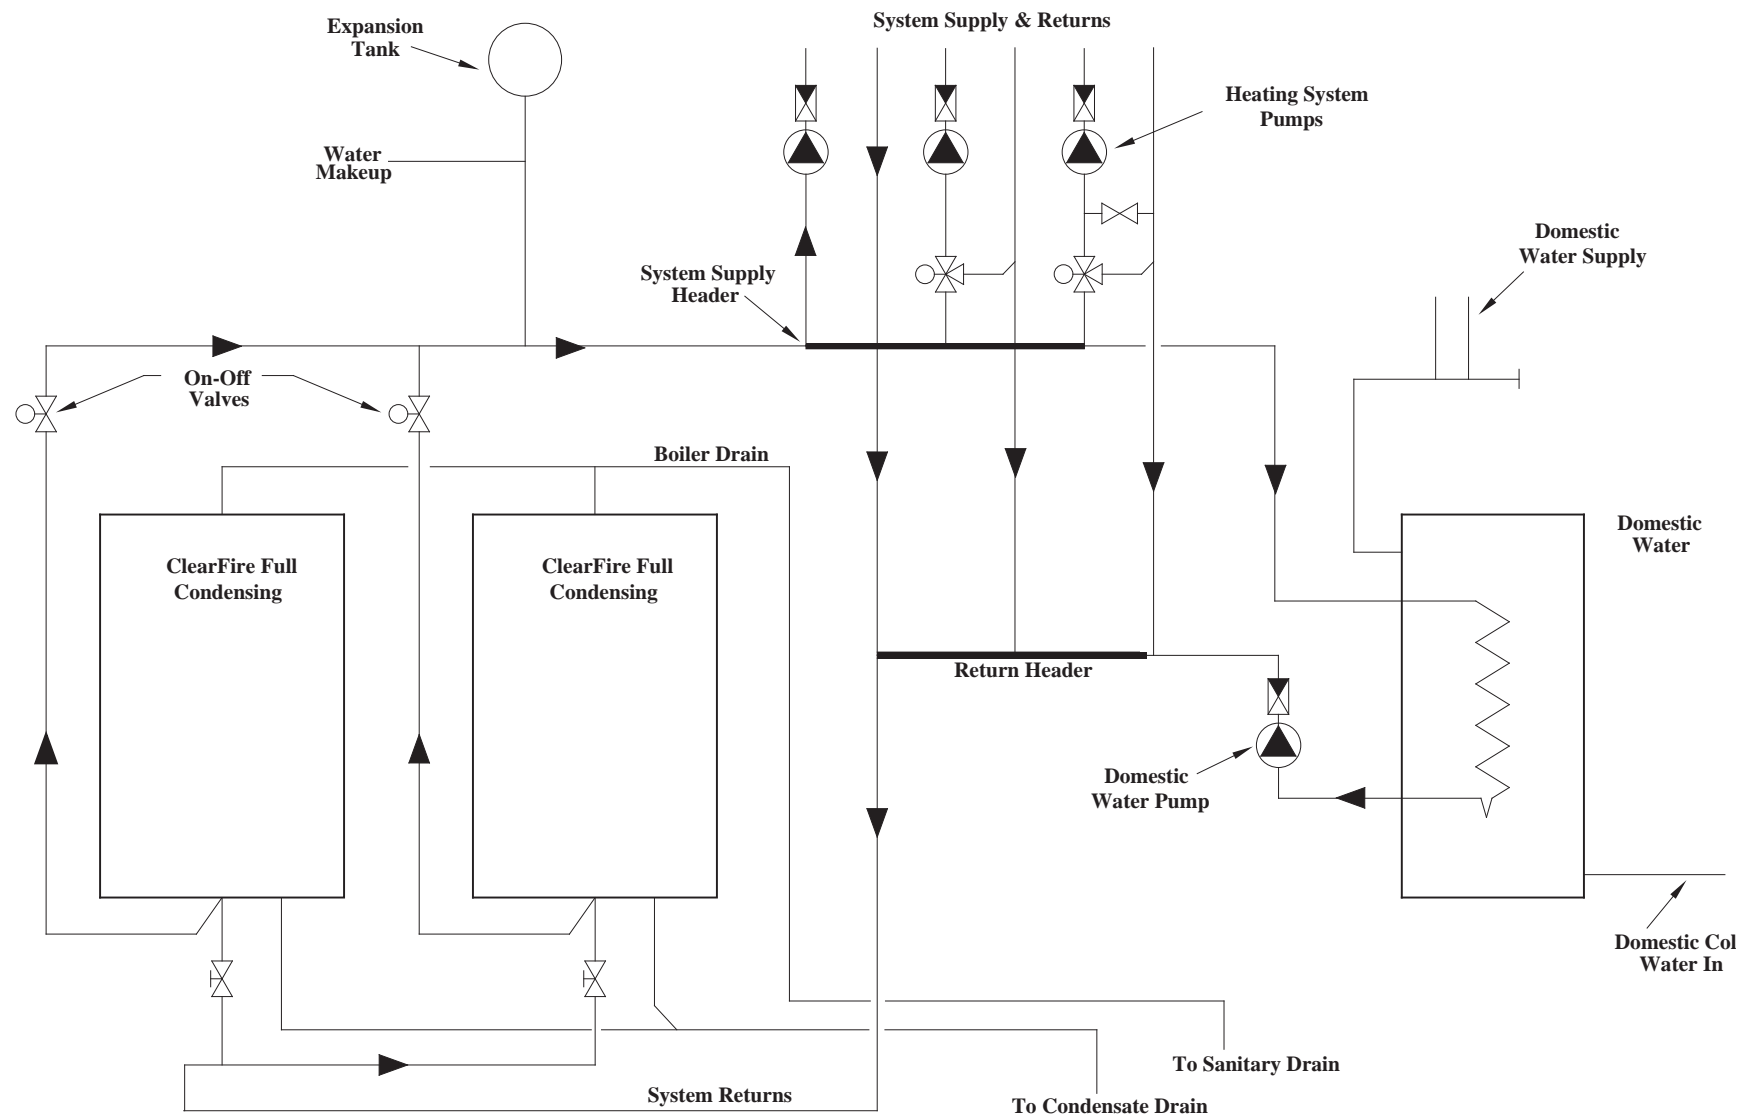 System Supply & Returns
Expansion
Tank
Heating System
Pumps
Water
Makeup
Domestic
Water Supply
System Supply
Header
On-Off
Valves
Boiler Drain
Domestic
Water
ClearFire Full
Condensing
ClearFire Full
Condensing
Return Header
Domestic
Water Pump
Domestic Col
Water In
To Sanitary Drain
System Returns
To Condensate Drain